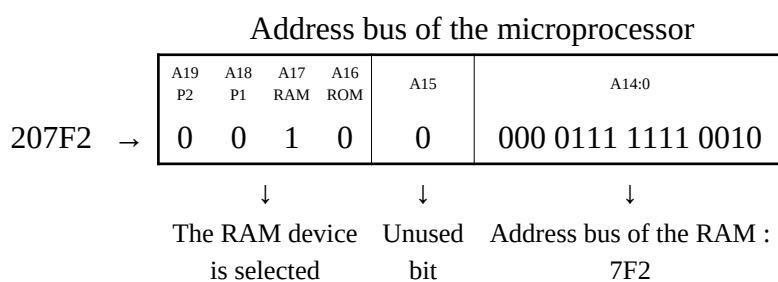 Address bus of the microprocessor
A19 A18 A17 A16 A15 A14:0
P2 P1 RAM ROM
207F2 → 0 0 1 0 0 000 0111 1111 0010
↓ ↓ ↓
The RAM device Unused Address bus of the RAM :
is selected bit 7F2